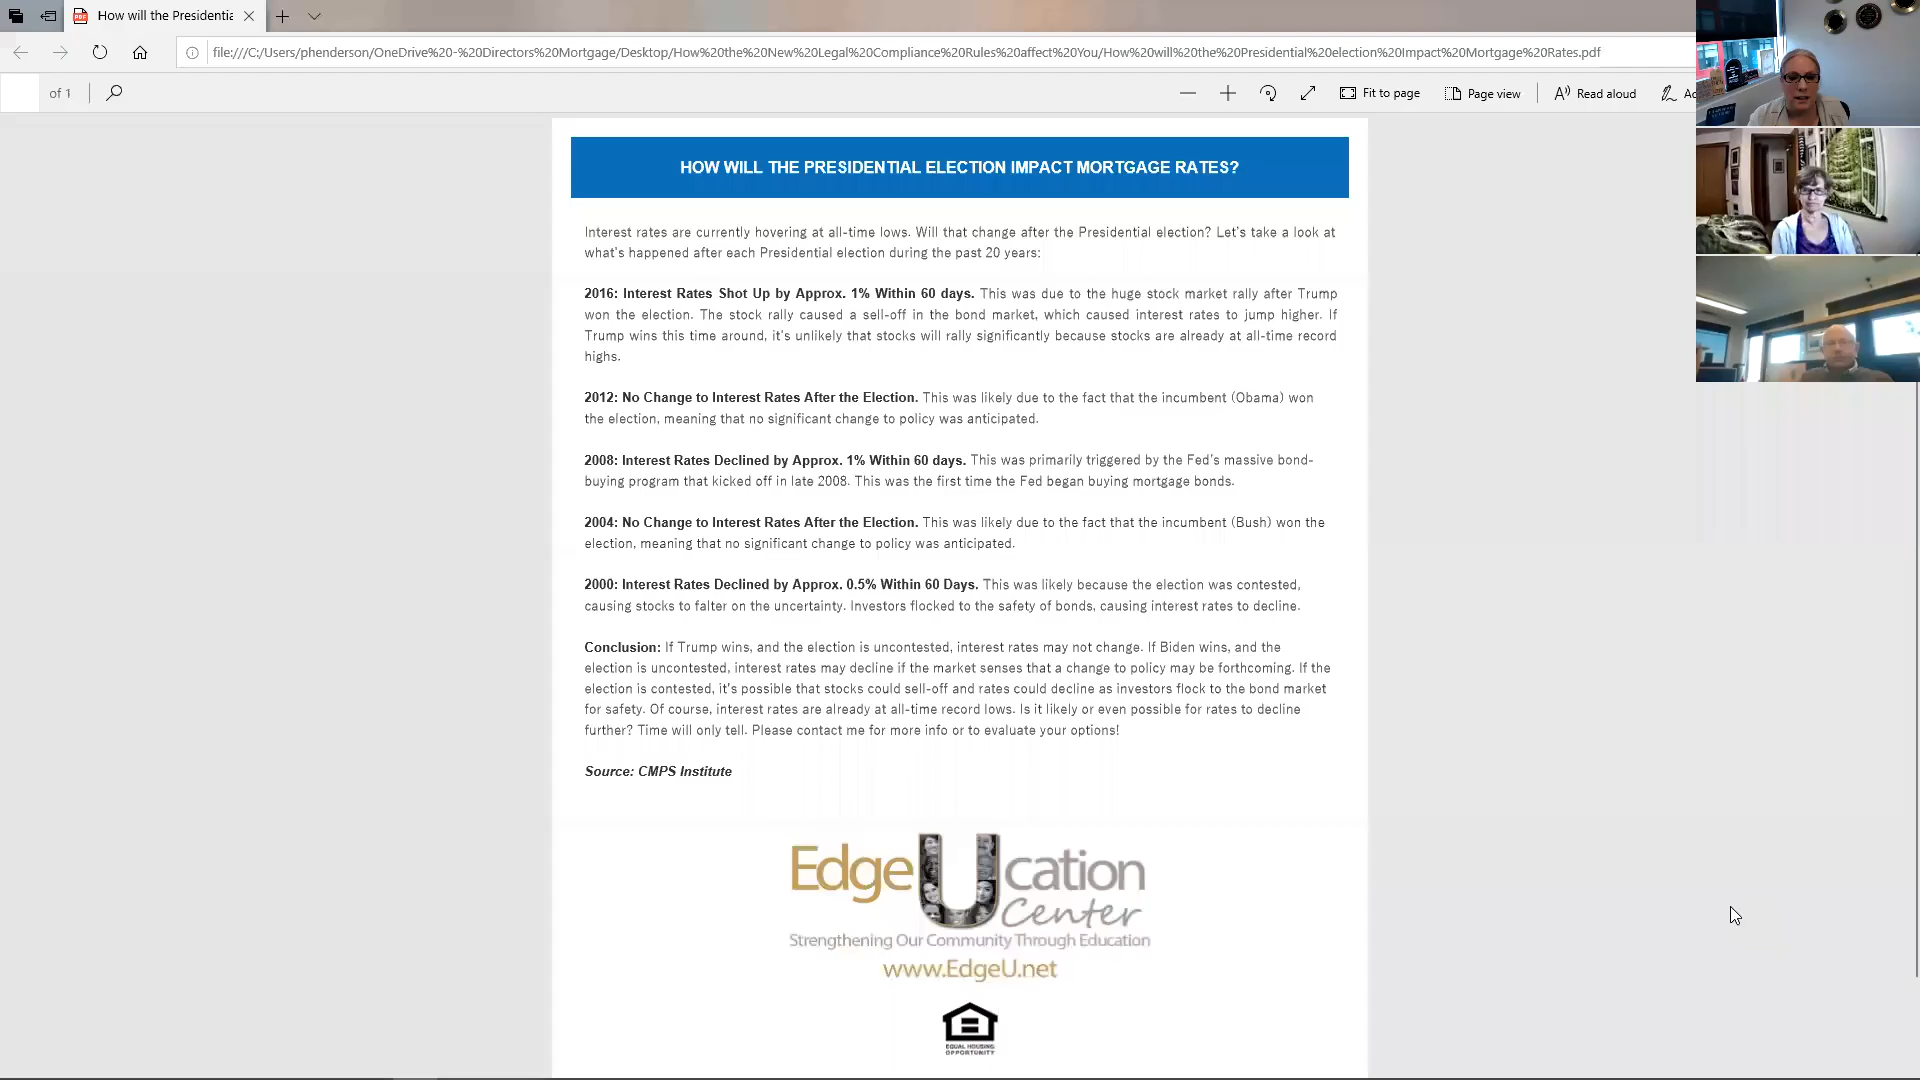 How will the Presidentia
file:///C:/Users/phenderson/OneDrive%20-%20Directors%20Mortgage/Desktop/How%20the%20New%20Legal%20Compliance%20Rules%20affect%20You/How%20will%20the%20Presidential%20election%20Impact%20Mortgage%20Rates.pdf
of 1
Fit to page
Page view
Read aloud
HOW WILL THE PRESIDENTIAL ELECTION IMPACT MORTGAGE RATES?
Interest rates are currently hovering at all-time lows. Will that change after the Presidential election? Let's take a look at
what's happened after each Presidential election during the past 20 years:
2016: Interest Rates Shot Up by Approx. 1% Within 60 days. This was due to the huge stock market rally after Trump
won the election. The stock rally caused a sell-off in the bond market, which caused interest rates to jump higher. If
Trump wins this time around, it's unlikely that stocks will rally significantly because stocks are already at all-time record
highs.
2012: No Change to Interest Rates After the Election. This was likely due to the fact that the incumbent (Obama) won
the election, meaning that no significant change to policy was anticipated.
2008: Interest Rates Declined by Approx. 1% Within 60 days. This was primarily triggered by the Fed's massive bond-
buying program that kicked off in late 2008. This was the first time the Fed began buying mortgage bonds.
2004: No Change to Interest Rates After the Election. This was likely due to the fact that the incumbent (Bush) won the
election, meaning that no significant change to policy was anticipated.
2000: Interest Rates Declined by Approx. 0.5% Within 60 Days. This was likely because the election was contested,
causing stocks to falter on the uncertainty. Investors flocked to the safety of bonds, causing interest rates to decline.
Conclusion: If Trump wins, and the election is uncontested, interest rates may not change. If Biden wins, and the
election is uncontested, interest rates may decline if the market senses that a change to policy may be forthcoming. If the
election is contested, it's possible that stocks could sell-off and rates could decline as investors flock to the bond market
for safety. Of course, interest rates are already at all-time record lows. Is it likely or even possible for rates to decline
further? Time will only tell. Please contact me for more info or to evaluate your options!
Source: CMPS Institute
EdgeUcation
Center
Strengthening Our Community Through Education
www.EdgeU.net
EQUAL HOUSING
OPPORTUNITY